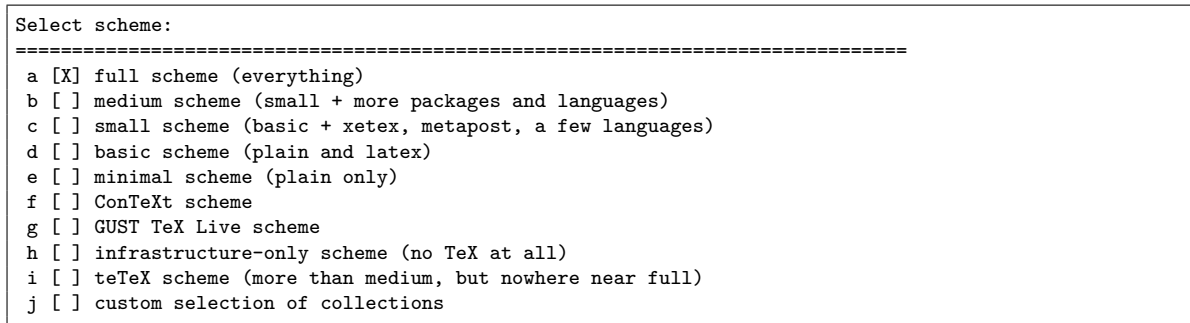 Select scheme:
===============================================================================
a [X] full scheme (everything)
b [ ] medium scheme (small + more packages and languages)
c [ ] small scheme (basic + xetex, metapost, a few languages)
d [ ] basic scheme (plain and latex)
e [ ] minimal scheme (plain only)
f [ ] ConTeXt scheme
g [ ] GUST TeX Live scheme
h [ ] infrastructure-only scheme (no TeX at all)
i [ ] teTeX scheme (more than medium, but nowhere near full)
j [ ] custom selection of collections